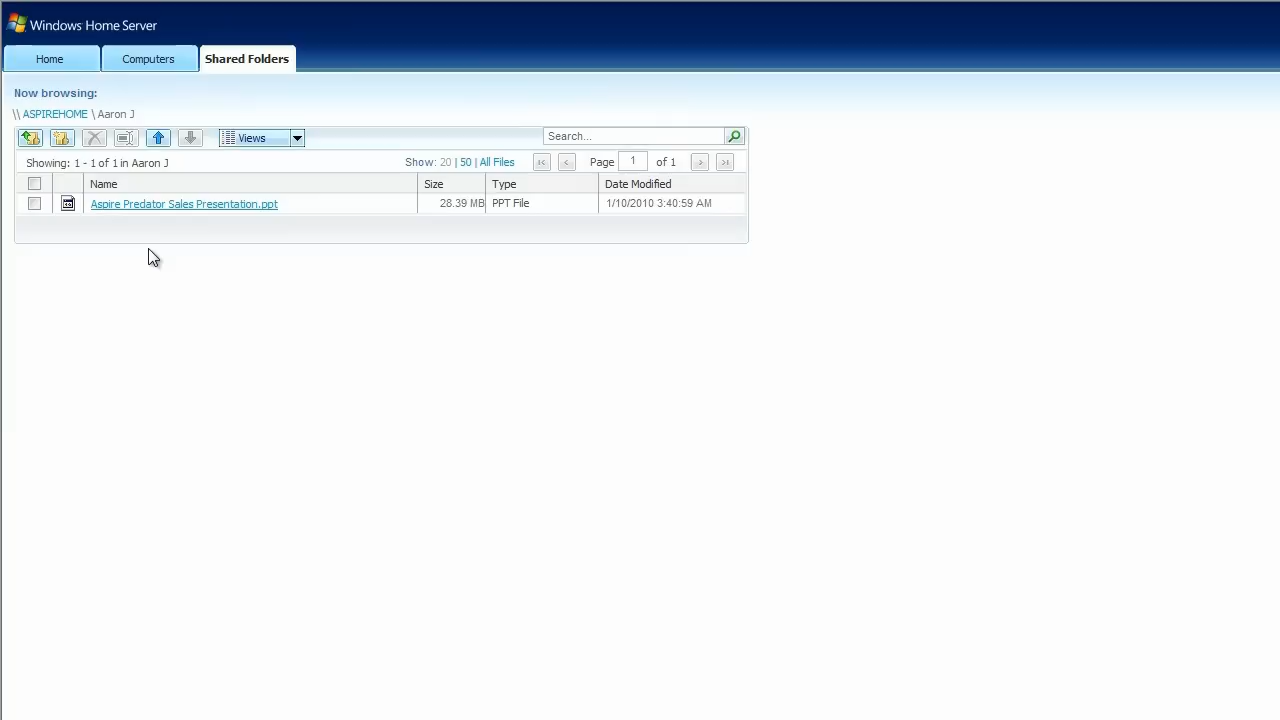 Windows Home Server
Home Computers Shared Folders
Now browsing:
\\ ASPIREHOME \ Aaron J
Views Search...
Showing: 1 - 1 of 1 in Aaron J Show: 20 | 50 | All Files Page 1 of 1
Name Size Type Date Modified
Aspire Predator Sales Presentation.ppt 28.39 MB PPT File 1/10/2010 3:40:59 AM